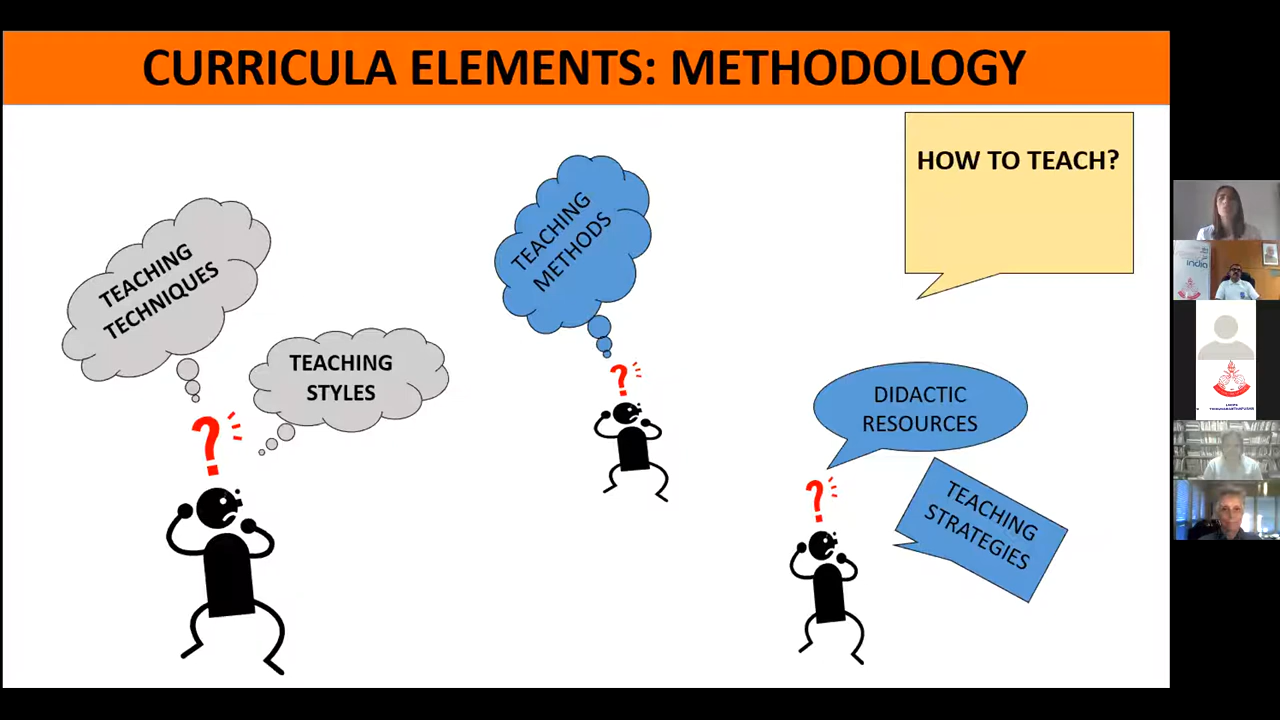 CURRICULA ELEMENTS: METHODOLOGY
HOW TO TEACH?
TEACHING
METHODS
TEACHING
TECHNIQUES
TEACHING
STYLES
DIDACTIC
RESOURCES
TEACHING
STRATEGIES
india